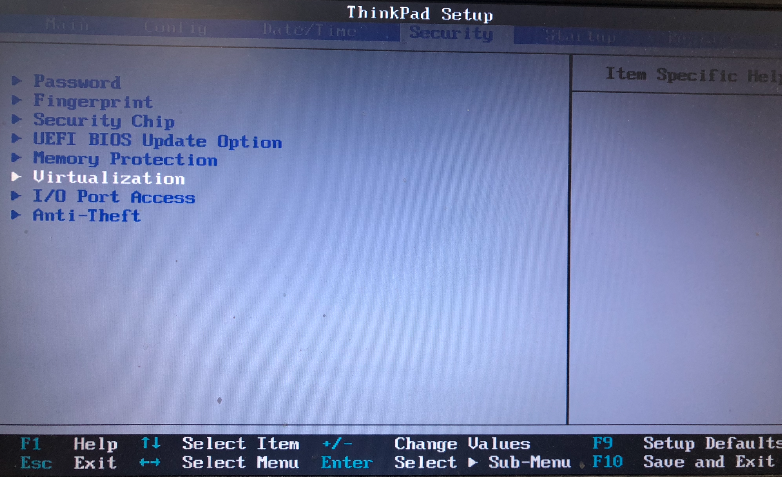 ThinkPad Setup
Main Config Date/Time Security Startup
Item Specific Help
▶ Password
▶ Fingerprint
▶ Security Chip
▶ UEFI BIOS Update Option
▶ Memory Protection
▶ Virtualization
▶ I/O Port Access
▶ Anti-Theft
F1 Help ↑↓ Select Item +/- Change Values F9 Setup Defaults
Esc Exit ←→ Select Menu Enter Select ▶ Sub-Menu F10 Save and Exit